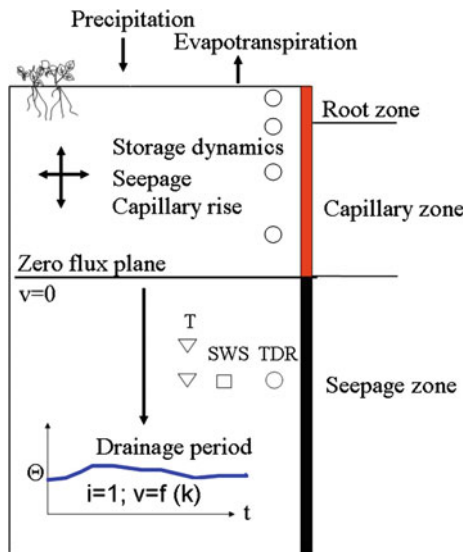 Precipitation
Evapotranspiration
Root zone
Storage dynamics
Seepage
Capillary rise
Capillary zone
Zero flux plane
v=0
T
SWS TDR
Seepage zone
Drainage period
Θ
i=1; v=f (k)
t